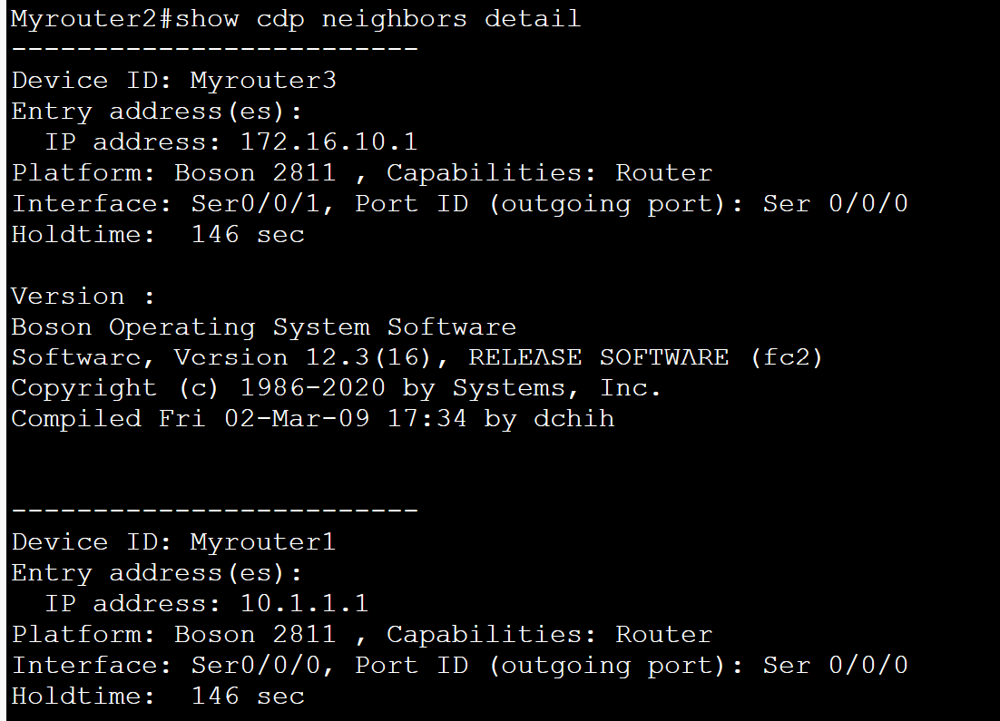 Myrouter2#show cdp neighbors detail
-------------------------
Device ID: Myrouter3
Entry address(es):
  IP address: 172.16.10.1
Platform: Boson 2811 , Capabilities: Router
Interface: Ser0/0/1, Port ID (outgoing port): Ser 0/0/0
Holdtime:  146 sec

Version :
Boson Operating System Software
Software, Version 12.3(16), RELEASE SOFTWARE (fc2)
Copyright (c) 1986-2020 by Systems, Inc.
Compiled Fri 02-Mar-09 17:34 by dchih

-------------------------
Device ID: Myrouter1
Entry address(es):
  IP address: 10.1.1.1
Platform: Boson 2811 , Capabilities: Router
Interface: Ser0/0/0, Port ID (outgoing port): Ser 0/0/0
Holdtime:  146 sec